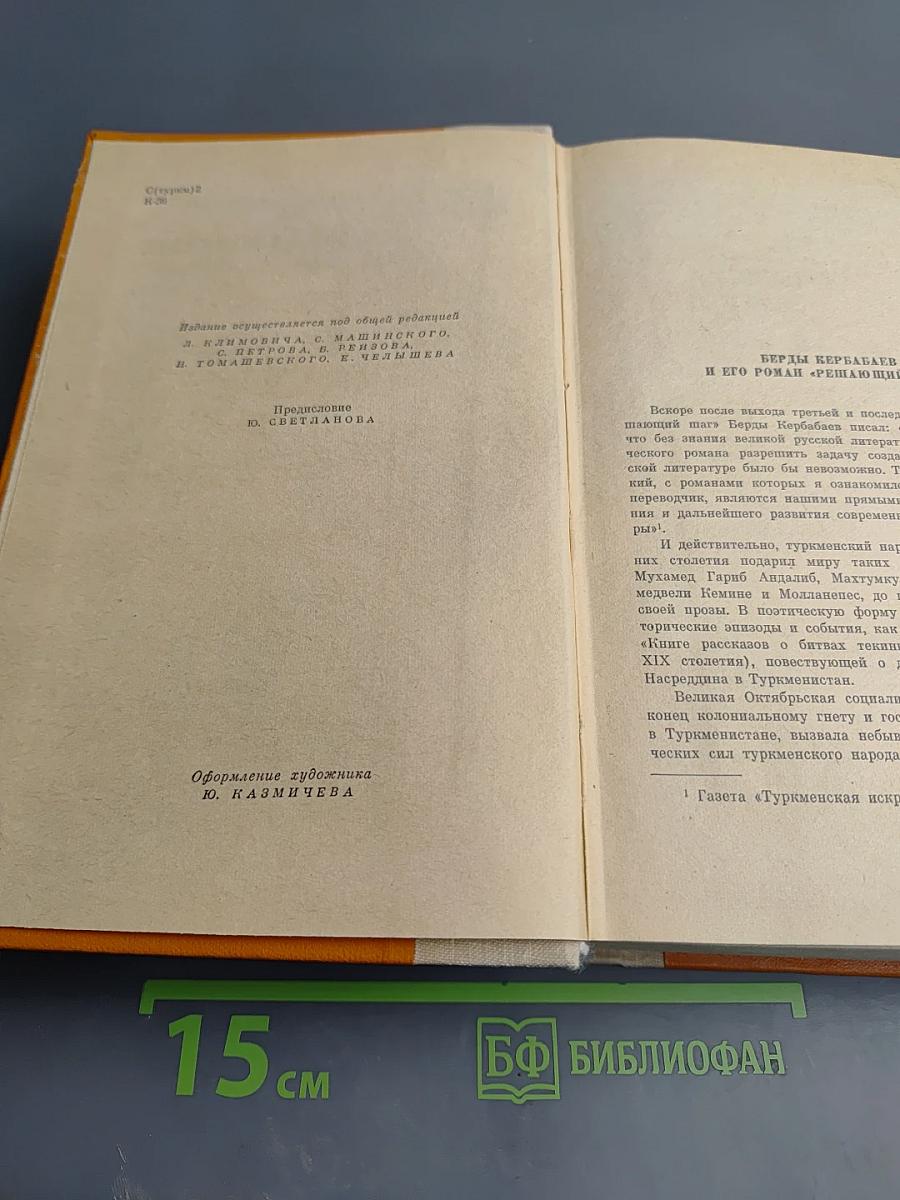 С(туркм)2
К-36
Издание осуществляется под общей редакцией
Л. КЛИМОВИЧА, С. МАШИНСКОГО,
С. ПЕТРОВА, Б. РЕИЗОВА,
Н. ТОМАШЕВСКОГО, Е. ЧЕЛЫШЕВА
Предисловие
Ю. СВЕТЛАНОВА
Оформление художника
Ю. КАЗМИЧЕВА
БЕРДЫ КЕРБАБАЕВ
И ЕГО РОМАН «РЕШАЮЩИЙ
Вскоре после выхода третьей и послед
шающий шаг» Берды Кербабаев писал: «
что без знания великой русской литерат
ческого романа разрешить задачу созда
ской литературе было бы невозможно. Т
кий, с романами которых я ознакомилс
переводчик, являются нашими прямыми
ния и дальнейшего развития современн
ры»¹.
И действительно, туркменский нар
них столетия подарил миру таких
Мухамед Гариб Андалиб, Махтумку
медвели Кемине и Молланепес, до
своей прозы. В поэтическую форму
торические эпизоды и события, как
«Книге рассказов о битвах текин
XIX столетия), повествующей о д
Насреддина в Туркменистан.
Великая Октябрьская социали
конец колониальному гнету и гос
в Туркменистане, вызвала небыв
ческих сил туркменского народа
¹ Газета «Туркменская искр
15 см
БФ БИБЛИОФАН